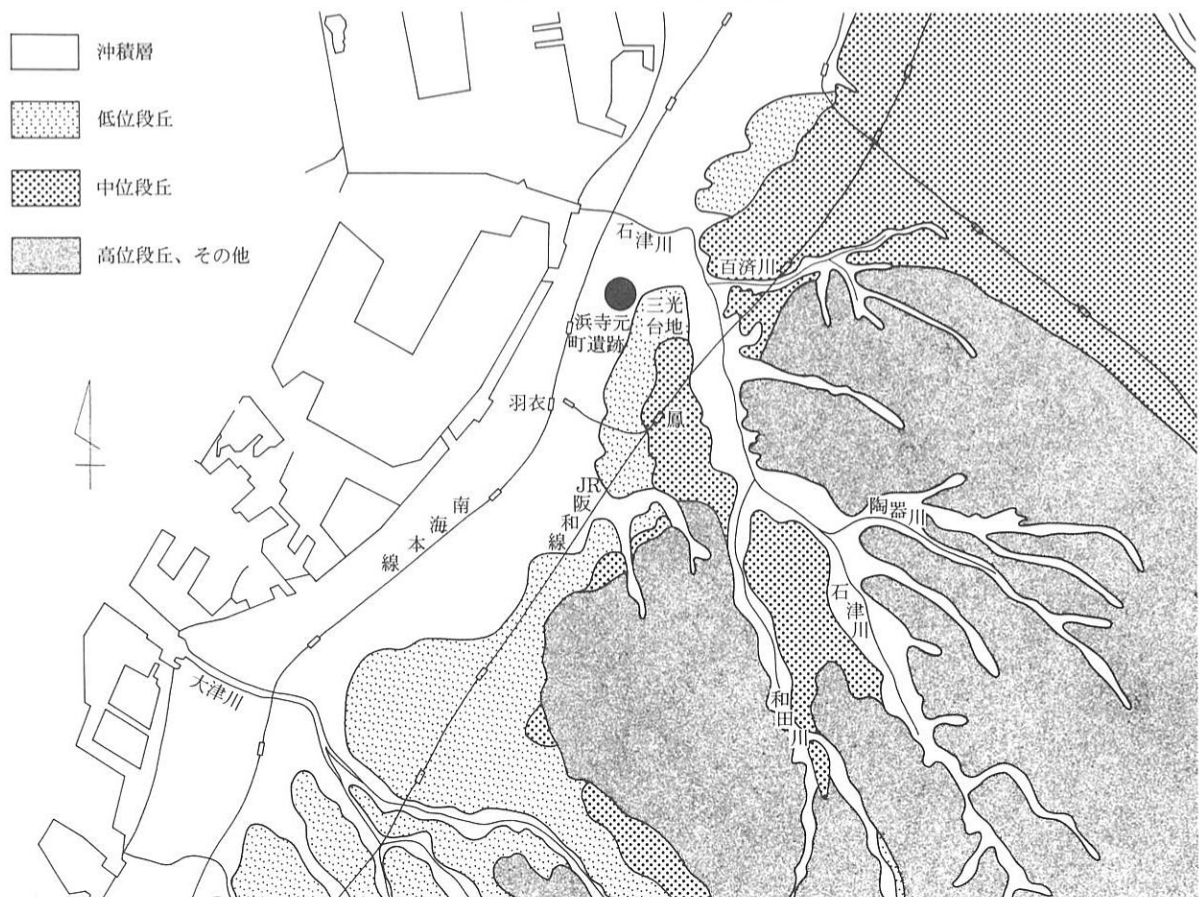 沖積層
低位段丘
中位段丘
高位段丘、その他
石津川
百済川
三光
台地
浜寺元
町遺跡
羽衣
鳳
JR阪和線
南海本線
陶器川
石津川
和田川
大津川